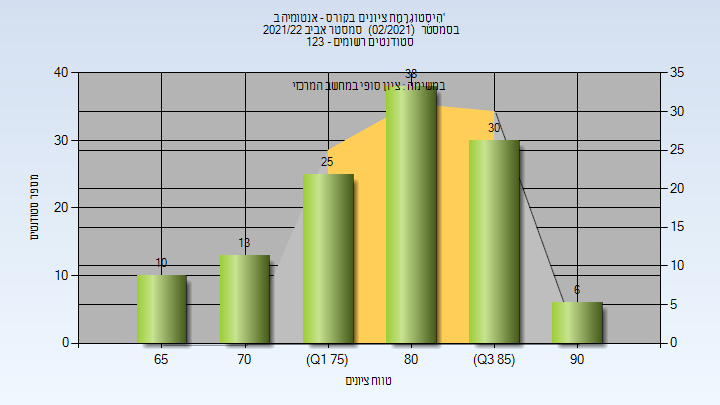 היסטוגרמת ציונים בקורס - אנטומיה ב'
בסמסטר (02/2021) סמסטר אביב 2021/22
סטודנטים רשומים - 123
במשימה : ציון סופי במחשב המרכזי
מספר סטודנטים
40
30
20
10
0
35
30
25
20
15
10
5
0
10
13
25
38
30
6
65
70
(Q1 75)
80
(Q3 85)
90
טווח ציונים